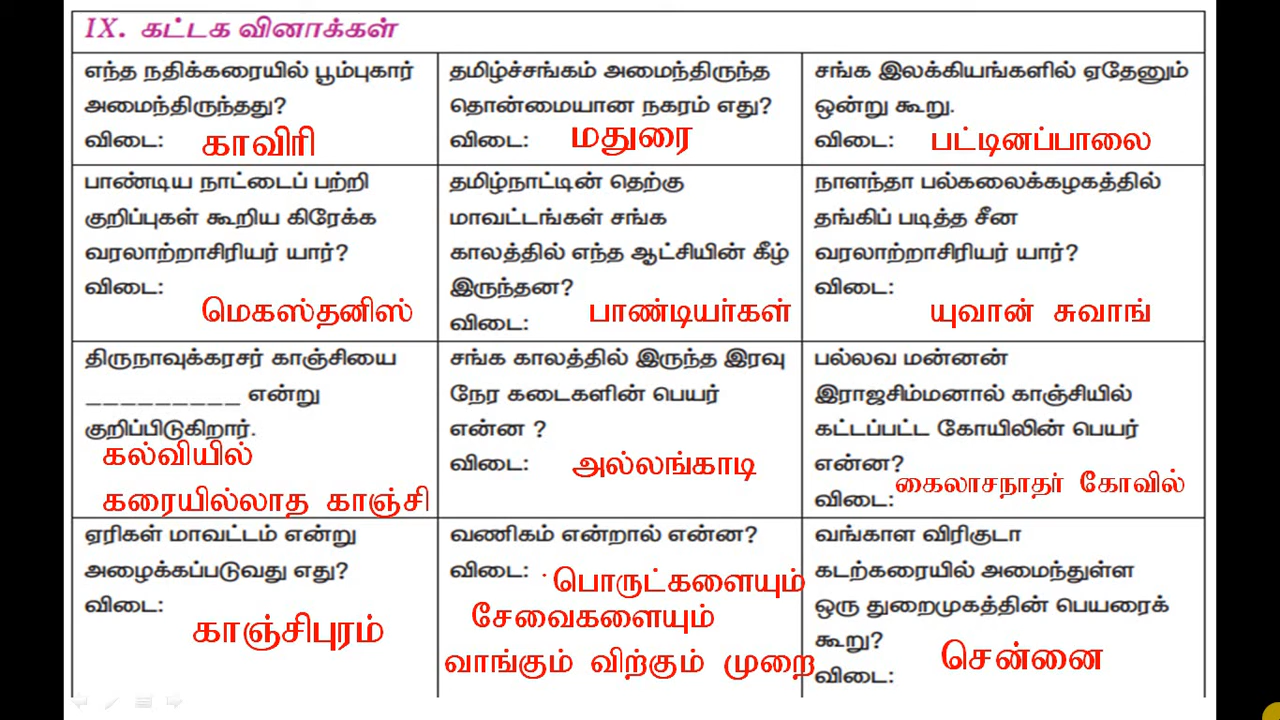 IX. கட்டக வினாக்கள்
எந்த நதிக்கரையில் பூம்புகார்
அமைந்திருந்தது?
விடை: காவிரி
தமிழ்ச்சங்கம் அமைந்திருந்த
தொன்மையான நகரம் எது?
விடை: மதுரை
சங்க இலக்கியங்களில் ஏதேனும்
ஒன்று கூறு.
விடை: பட்டினப்பாலை
பாண்டிய நாட்டைப் பற்றி
குறிப்புகள் கூறிய கிரேக்க
வரலாற்றாசிரியர் யார்?
விடை:
மெகஸ்தனிஸ்
தமிழ்நாட்டின் தெற்கு
மாவட்டங்கள் சங்க
காலத்தில் எந்த ஆட்சியின் கீழ்
இருந்தன?
விடை: பாண்டியர்கள்
நாளந்தா பல்கலைக்கழகத்தில்
தங்கிப் படித்த சீன
வரலாற்றாசிரியர் யார்?
விடை:
யுவான் சுவாங்
திருநாவுக்கரசர் காஞ்சியை
_________ என்று
குறிப்பிடுகிறார்.
கல்வியில்
கரையில்லாத காஞ்சி
சங்க காலத்தில் இருந்த இரவு
நேர கடைகளின் பெயர்
என்ன ?
விடை: அல்லங்காடி
பல்லவ மன்னன்
இராஜசிம்மனால் காஞ்சியில்
கட்டப்பட்ட கோயிலின் பெயர்
என்ன?
விடை: கைலாசநாதர் கோவில்
ஏரிகள் மாவட்டம் என்று
அழைக்கப்படுவது எது?
விடை:
காஞ்சிபுரம்
வணிகம் என்றால் என்ன?
விடை: பொருட்களையும்
சேவைகளையும்
வாங்கும் விற்கும் முறை
வங்காள விரிகுடா
கடற்கரையில் அமைந்துள்ள
ஒரு துறைமுகத்தின் பெயரைக்
கூறு?
விடை: சென்னை